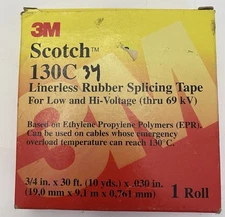 3M
Scotch™
130C 34
Linerless Rubber Splicing Tape
For Low and Hi-Voltage (thru 69 kV)
Based on Ethylene Propylene Polymers (EPR).
Can be used on cables whose emergency
overload temperature can reach 130°C.
3/4 in. x 30 ft. (10 yds.) x .030 in.
(19.0 mm x 9.1 m x 0.761 mm)
1 Roll